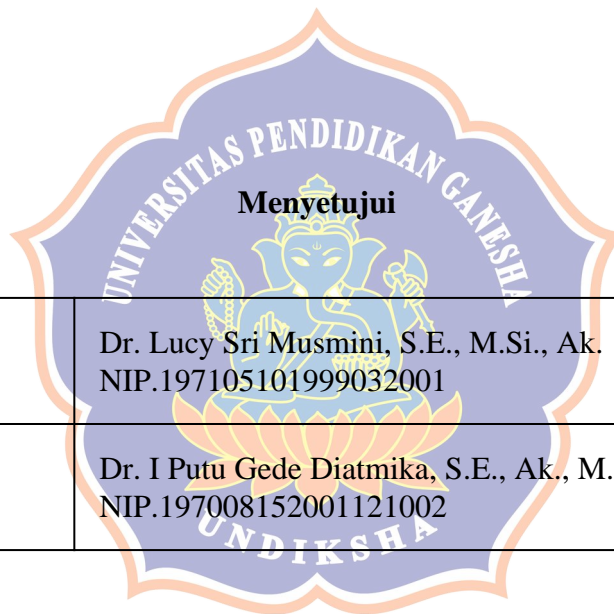 UNIVERSITAS PENDIDIKAN GANESHA
Menyetujui
Dr. Lucy Sri Musmini, S.E., M.Si., Ak.
NIP.197105101999032001
Dr. I Putu Gede Diatmika, S.E., Ak., M.
NIP.197008152001121002
UNDIKSHA